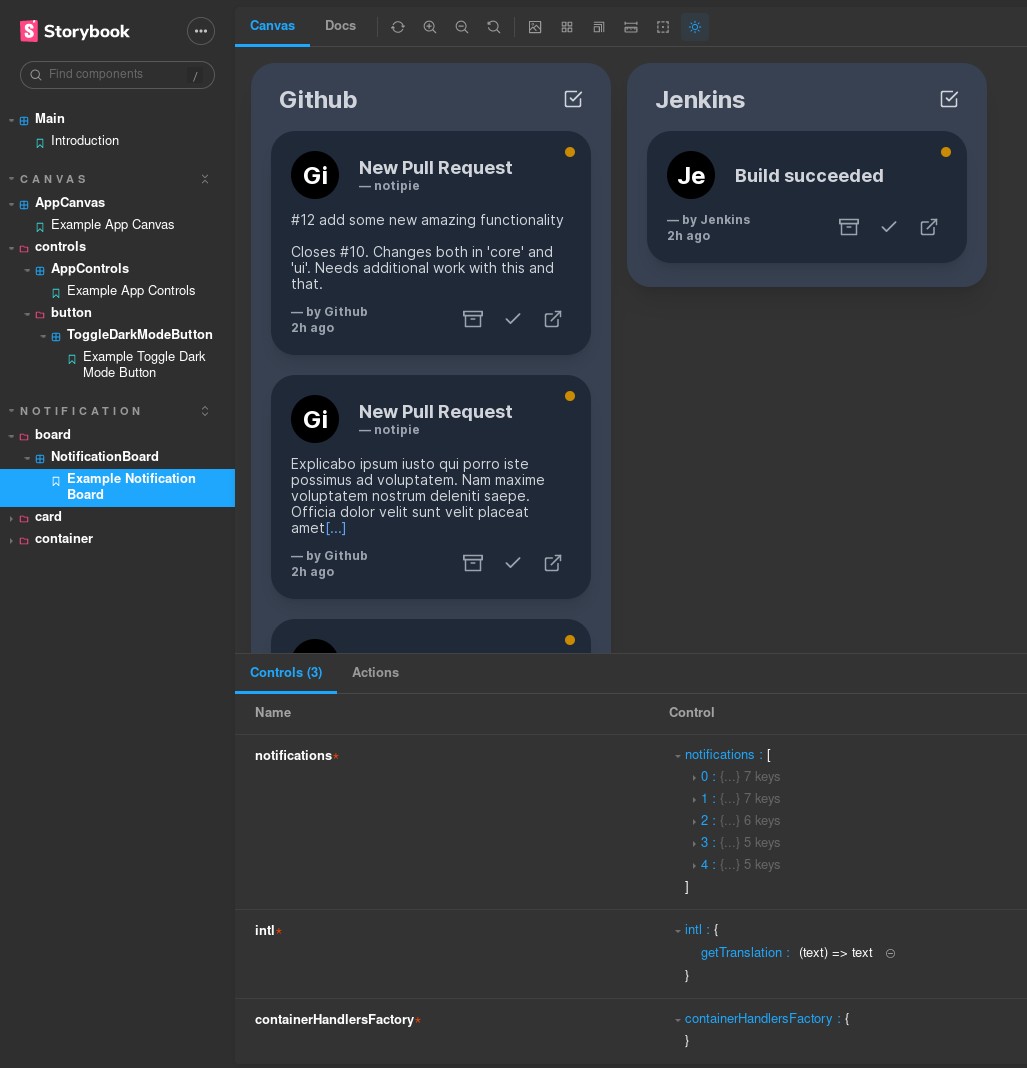 Storybook
Find components
/
Main
Introduction
CANVAS
AppCanvas
Example App Canvas
controls
AppControls
Example App Controls
button
ToggleDarkModeButton
Example Toggle Dark
Mode Button
NOTIFICATION
board
NotificationBoard
Example Notification
Board
card
container
Canvas
Docs
Github
Gi
New Pull Request
— notipie
#12 add some new amazing functionality
Closes #10. Changes both in 'core' and
'ui'. Needs additional work with this and
that.
— by Github
2h ago
Gi
New Pull Request
— notipie
Explicabo ipsum iusto qui porro iste
possimus ad voluptatem. Nam maxime
voluptatem nostrum deleniti saepe.
Officia dolor velit sunt velit placeat
amet[...]
— by Github
2h ago
Jenkins
Je
Build succeeded
— by Jenkins
2h ago
Controls (3)
Actions
Name
Control
notifications*
notifications : [
0 : {...} 7 keys
1 : {...} 7 keys
2 : {...} 6 keys
3 : {...} 5 keys
4 : {...} 5 keys
]
intl*
intl : {
getTranslation : (text) => text
}
containerHandlersFactory*
containerHandlersFactory : {
}